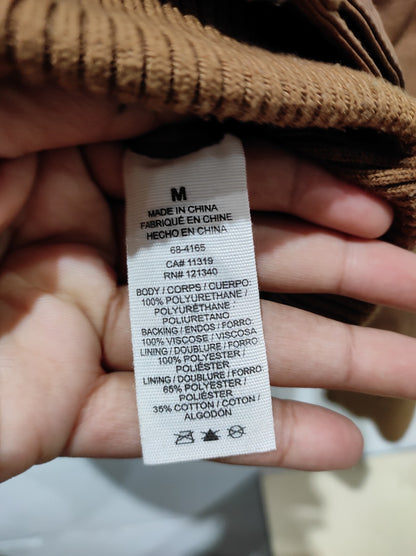 M
MADE IN CHINA
FABRIQUÉ EN CHINE
HECHO EN CHINA
68-4165
CA# 11319
RN# 121340
BODY / CORPS / CUERPO:
100% POLYURETHANE /
POLYURÉTHANE /
POLIURETANO
BACKING / ENDOS / FORRO:
100% VISCOSE / VISCOSA
LINING / DOUBLURE / FORRO:
100% POLYESTER /
POLIÉSTER
LINING / DOUBLURE / FORRO:
65% POLYESTER /
POLIÉSTER
35% COTTON / COTON /
ALGODÓN